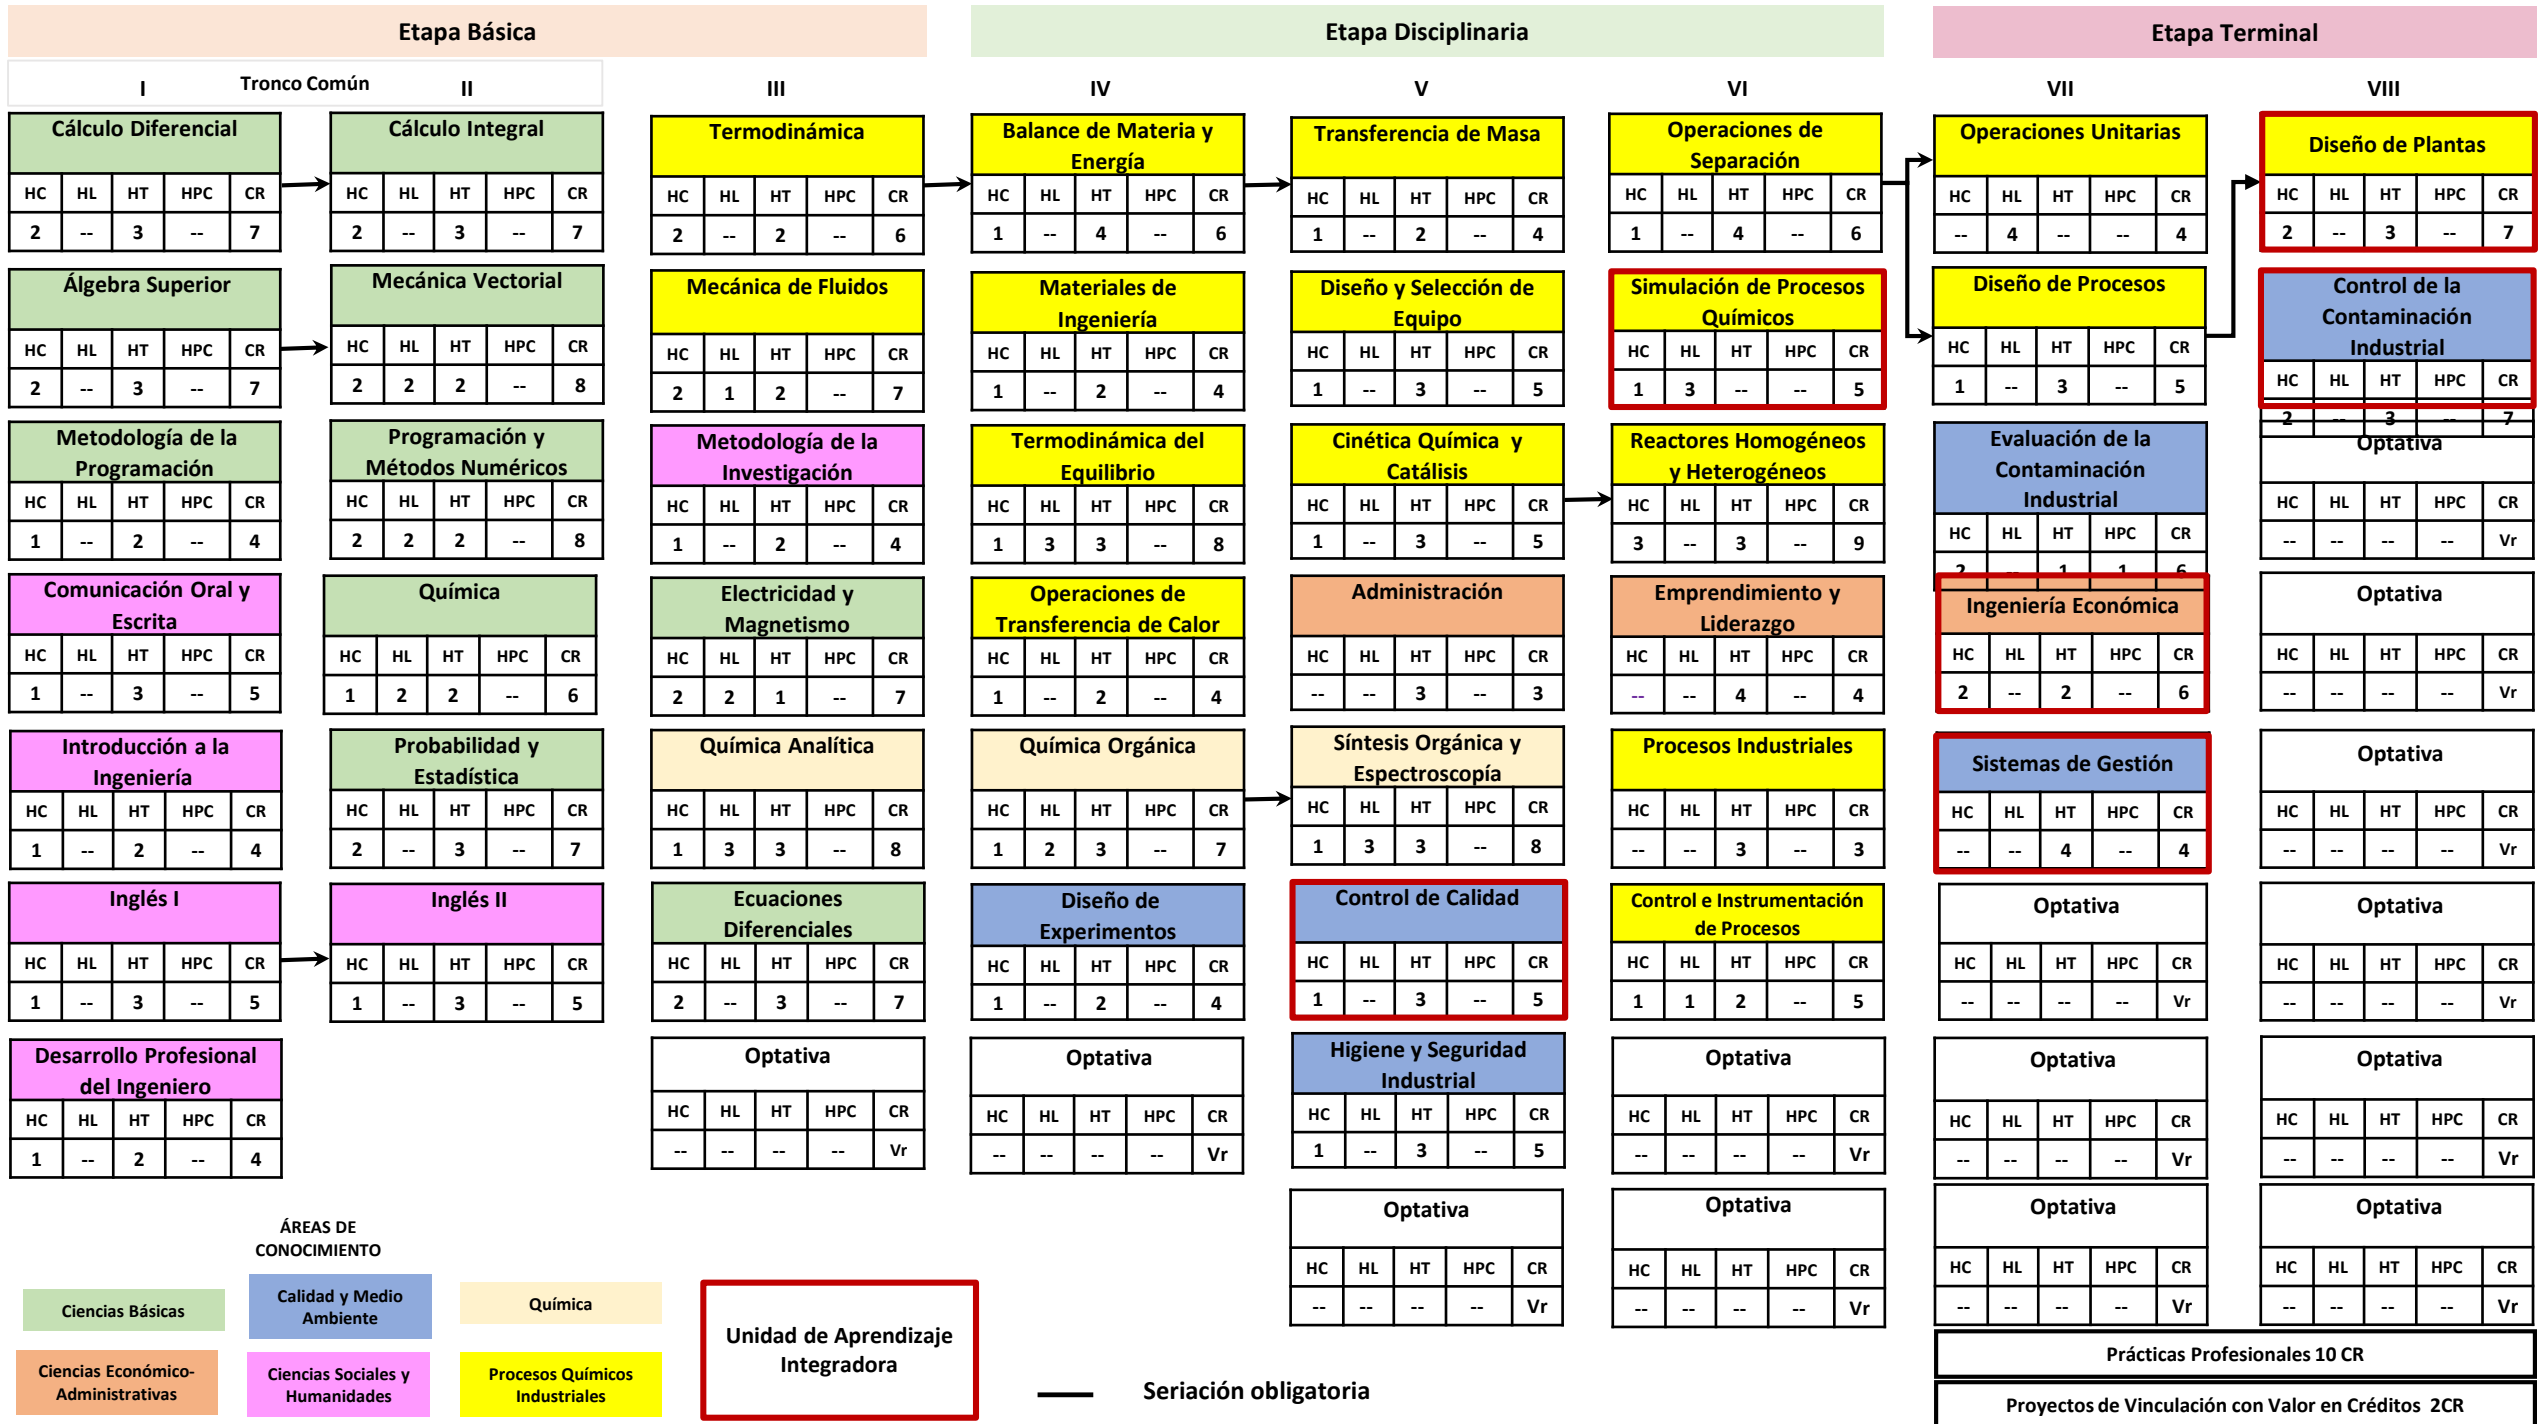 Etapa Básica
Etapa Disciplinaria
Etapa Terminal
I Tronco Común II III IV V VI VII VIII
Cálculo Diferencial
HC HL HT HPC CR
2 -- 3 -- 7
Álgebra Superior
HC HL HT HPC CR
2 -- 3 -- 7
Metodología de la
Programación
HC HL HT HPC CR
1 -- 2 -- 4
Comunicación Oral y
Escrita
HC HL HT HPC CR
1 -- 3 -- 5
Introducción a la
Ingeniería
HC HL HT HPC CR
1 -- 2 -- 4
Inglés I
HC HL HT HPC CR
1 -- 3 -- 5
Desarrollo Profesional
del Ingeniero
HC HL HT HPC CR
1 -- 2 -- 4
Cálculo Integral
HC HL HT HPC CR
2 -- 3 -- 7
Mecánica Vectorial
HC HL HT HPC CR
2 2 2 -- 8
Programación y
Métodos Numéricos
HC HL HT HPC CR
2 2 2 -- 8
Química
HC HL HT HPC CR
1 2 2 -- 6
Probabilidad y
Estadística
HC HL HT HPC CR
2 -- 3 -- 7
Inglés II
HC HL HT HPC CR
1 -- 3 -- 5
Termodinámica
HC HL HT HPC CR
2 -- 2 -- 6
Mecánica de Fluidos
HC HL HT HPC CR
2 1 2 -- 7
Metodología de la
Investigación
HC HL HT HPC CR
1 -- 2 -- 4
Electricidad y
Magnetismo
HC HL HT HPC CR
2 2 1 -- 7
Química Analítica
HC HL HT HPC CR
1 3 3 -- 8
Ecuaciones
Diferenciales
HC HL HT HPC CR
2 -- 3 -- 7
Optativa
HC HL HT HPC CR
-- -- -- -- Vr
Balance de Materia y
Energía
HC HL HT HPC CR
1 -- 4 -- 6
Materiales de
Ingeniería
HC HL HT HPC CR
1 -- 2 -- 4
Termodinámica del
Equilibrio
HC HL HT HPC CR
1 3 3 -- 8
Operaciones de
Transferencia de Calor
HC HL HT HPC CR
1 -- 2 -- 4
Química Orgánica
HC HL HT HPC CR
1 2 3 -- 7
Diseño de
Experimentos
HC HL HT HPC CR
1 -- 2 -- 4
Optativa
HC HL HT HPC CR
-- -- -- -- Vr
Transferencia de Masa
HC HL HT HPC CR
1 -- 2 -- 4
Diseño y Selección de
Equipo
HC HL HT HPC CR
1 -- 3 -- 5
Cinética Química y
Catálisis
HC HL HT HPC CR
1 -- 3 -- 5
Administración
HC HL HT HPC CR
-- -- 3 -- 3
Síntesis Orgánica y
Espectroscopía
HC HL HT HPC CR
1 3 3 -- 8
Control de Calidad
HC HL HT HPC CR
1 -- 3 -- 5
Higiene y Seguridad
Industrial
HC HL HT HPC CR
1 -- 3 -- 5
Optativa
HC HL HT HPC CR
-- -- -- -- Vr
Operaciones de
Separación
HC HL HT HPC CR
1 -- 4 -- 6
Simulación de Procesos
Químicos
HC HL HT HPC CR
1 3 -- -- 5
Reactores Homogéneos
y Heterogéneos
HC HL HT HPC CR
3 -- 3 -- 9
Emprendimiento y
Liderazgo
HC HL HT HPC CR
-- -- 4 -- 4
Procesos Industriales
HC HL HT HPC CR
-- -- 3 -- 3
Control e Instrumentación
de Procesos
HC HL HT HPC CR
1 1 2 -- 5
Optativa
HC HL HT HPC CR
-- -- -- -- Vr
Optativa
HC HL HT HPC CR
-- -- -- -- Vr
Operaciones Unitarias
HC HL HT HPC CR
-- 4 -- -- 4
Diseño de Procesos
HC HL HT HPC CR
1 -- 3 -- 5
Evaluación de la
Contaminación
Industrial
HC HL HT HPC CR
2 -- 1 1 6
Ingeniería Económica
HC HL HT HPC CR
2 -- 2 -- 6
Sistemas de Gestión
HC HL HT HPC CR
-- -- 4 -- 4
Optativa
HC HL HT HPC CR
-- -- -- -- Vr
Optativa
HC HL HT HPC CR
-- -- -- -- Vr
Optativa
HC HL HT HPC CR
-- -- -- -- Vr
Diseño de Plantas
HC HL HT HPC CR
2 -- 3 -- 7
Control de la
Contaminación
Industrial
HC HL HT HPC CR
2 -- 3 -- 7
Optativa
HC HL HT HPC CR
-- -- -- -- Vr
Optativa
HC HL HT HPC CR
-- -- -- -- Vr
Optativa
HC HL HT HPC CR
-- -- -- -- Vr
Optativa
HC HL HT HPC CR
-- -- -- -- Vr
Optativa
HC HL HT HPC CR
-- -- -- -- Vr
Optativa
HC HL HT HPC CR
-- -- -- -- Vr
Prácticas Profesionales 10 CR
Proyectos de Vinculación con Valor en Créditos 2CR
ÁREAS DE
CONOCIMIENTO
Ciencias Básicas
Calidad y Medio
Ambiente
Química
Ciencias Económico-
Administrativas
Ciencias Sociales y
Humanidades
Procesos Químicos
Industriales
Unidad de Aprendizaje
Integradora
Seriación obligatoria